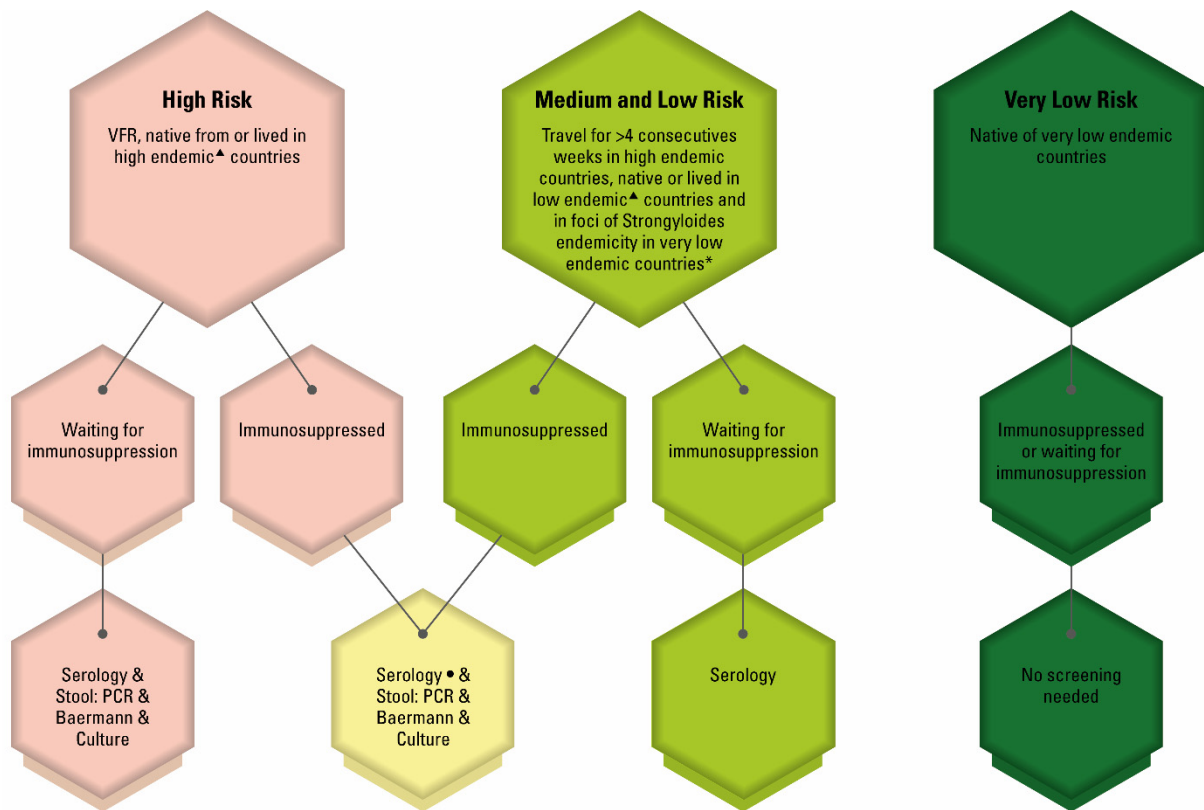 High Risk
VFR, native from or lived in
high endemic▲ countries
Medium and Low Risk
Travel for >4 consecutives
weeks in high endemic
countries, native or lived in
low endemic▲ countries and
in foci of Strongyloides
endemicity in very low
endemic countries*
Very Low Risk
Native of very low endemic
countries
Waiting for
immunosuppression
Immunosuppressed
Immunosuppressed
Waiting for
immunosuppression
Immunosuppressed
or waiting for
immunosuppression
Serology &
Stool: PCR &
Baermann &
Culture
Serology ● &
Stool: PCR &
Baermann &
Culture
Serology
No screening
needed